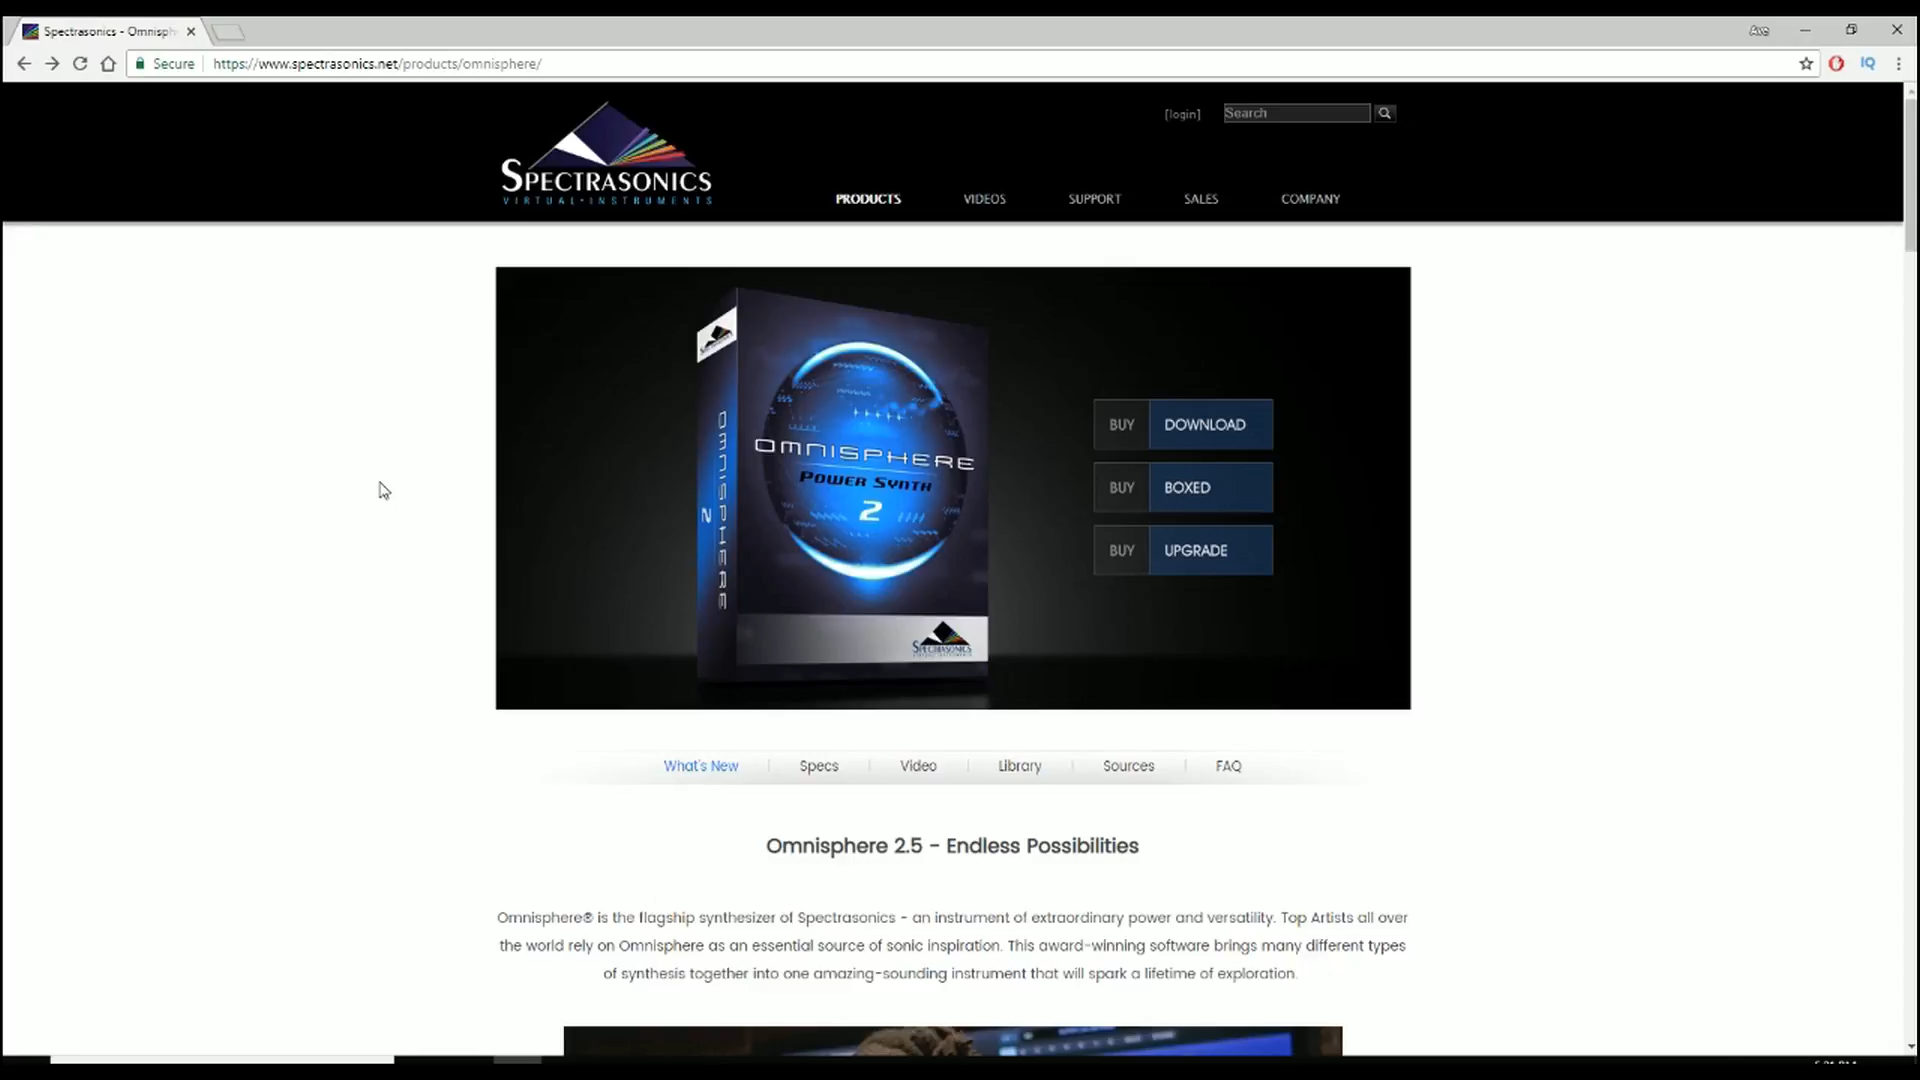 Spectrasonics - Omnisph
Ave
Secure
https://www.spectrasonics.net/products/omnisphere/
IQ
[login]
Search
SPECTRASONICS
VIRTUAL·INSTRUMENTS
PRODUCTS
VIDEOS
SUPPORT
SALES
COMPANY
OMNISPHERE
POWER SYNTH
2
OMNISPHERE 2
SPECTRASONICS
BUY DOWNLOAD
BUY BOXED
BUY UPGRADE
What's New
Specs
Video
Library
Sources
FAQ
Omnisphere 2.5 - Endless Possibilities
Omnisphere® is the flagship synthesizer of Spectrasonics - an instrument of extraordinary power and versatility. Top Artists all over
the world rely on Omnisphere as an essential source of sonic inspiration. This award-winning software brings many different types
of synthesis together into one amazing-sounding instrument that will spark a lifetime of exploration.